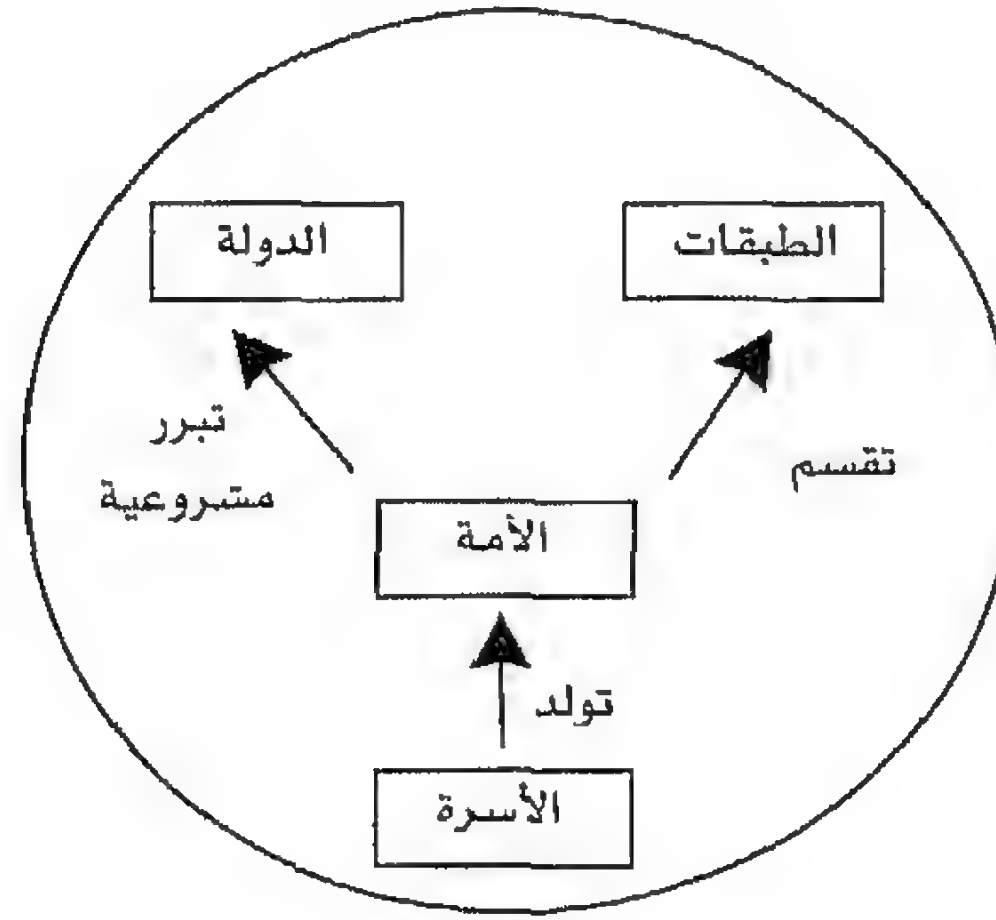 الطبقات
الدولة
تبرر
مشروعية
تقسم
الأمة
تولد
الأسرة